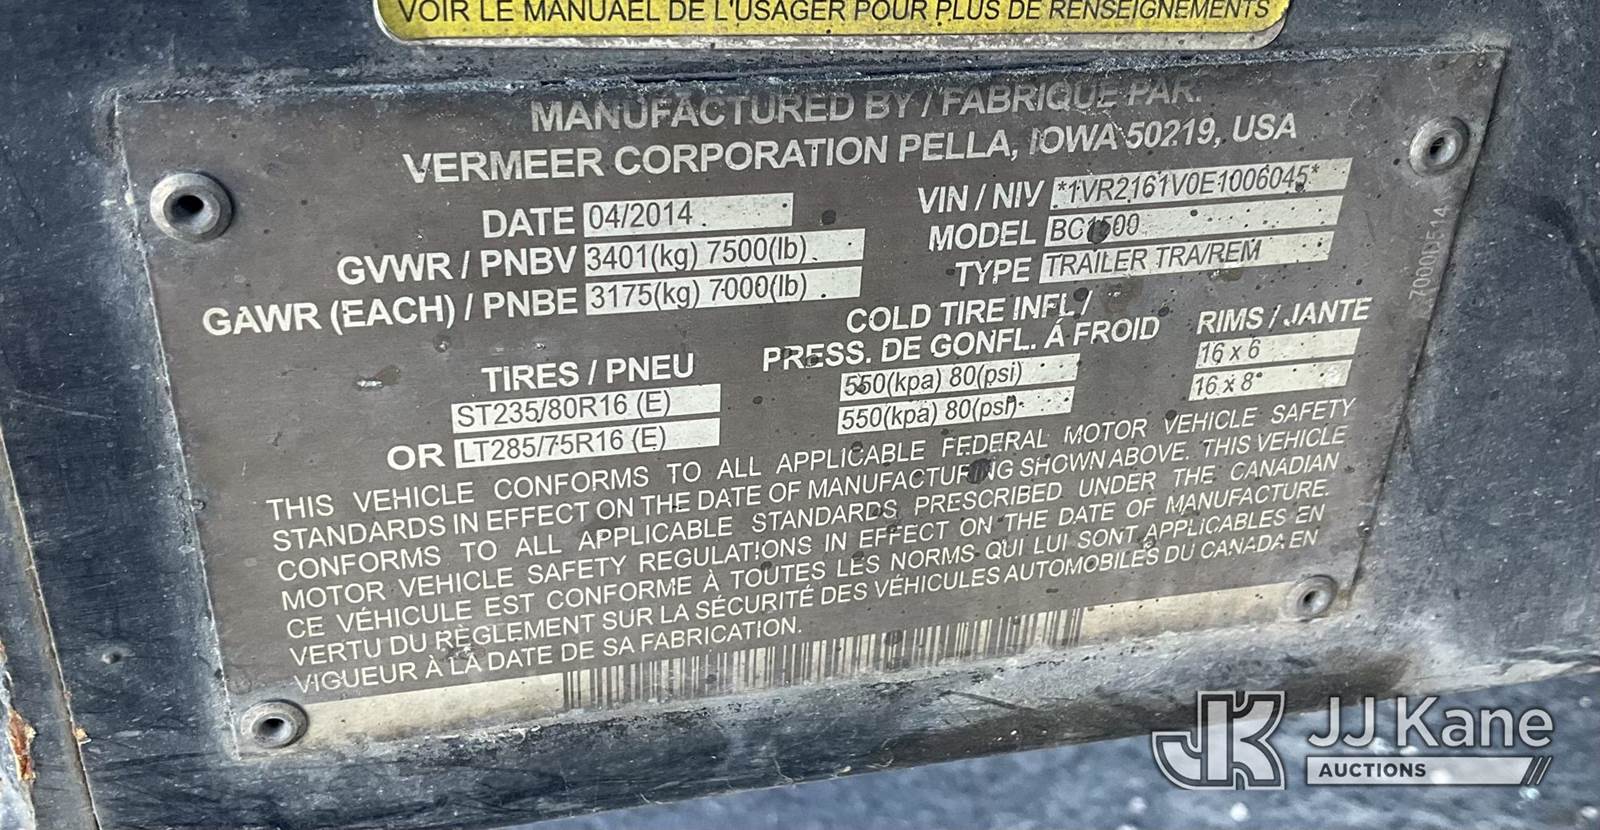 VOIR LE MANUAEL DE L'USAGER POUR PLUS DE RENSEIGNEMENTS
MANUFACTURED BY / FABRIQUE PAR.
VERMEER CORPORATION PELLA, IOWA 50219, USA
DATE 04/2014
VIN / NIV *1VR2161V0E1006045*
GVWR / PNBV 3401(kg) 7500(lb)
MODEL BC1500
GAWR (EACH) / PNBE 3175(kg) 7000(lb)
TYPE TRAILER TRA/REM
TIRES / PNEU
COLD TIRE INFL /
PRESS. DE GONFL. Á FROID
RIMS / JANTE
ST235/80R16 (E) 550(kpa) 80(psi) 16 x 6
OR LT285/75R16 (E) 550(kpa) 80(psi) 16 x 8
THIS VEHICLE CONFORMS TO ALL APPLICABLE FEDERAL MOTOR VEHICLE SAFETY
STANDARDS IN EFFECT ON THE DATE OF MANUFACTURING SHOWN ABOVE. THIS VEHICLE
CONFORMS TO ALL APPLICABLE STANDARDS PRESCRIBED UNDER THE CANADIAN
MOTOR VEHICLE SAFETY REGULATIONS IN EFFECT ON THE DATE OF MANUFACTURE.
CE VÉHICULE EST CONFORME À TOUTES LES NORMS QUI LUI SONT APPLICABLES EN
VERTU DU RÈGLEMENT SUR LA SÉCURITÉ DES VÉHICULES AUTOMOBILES DU CANADA EN
VIGUEUR À LA DATE DE SA FABRICATION.
JK JJ Kane
AUCTIONS